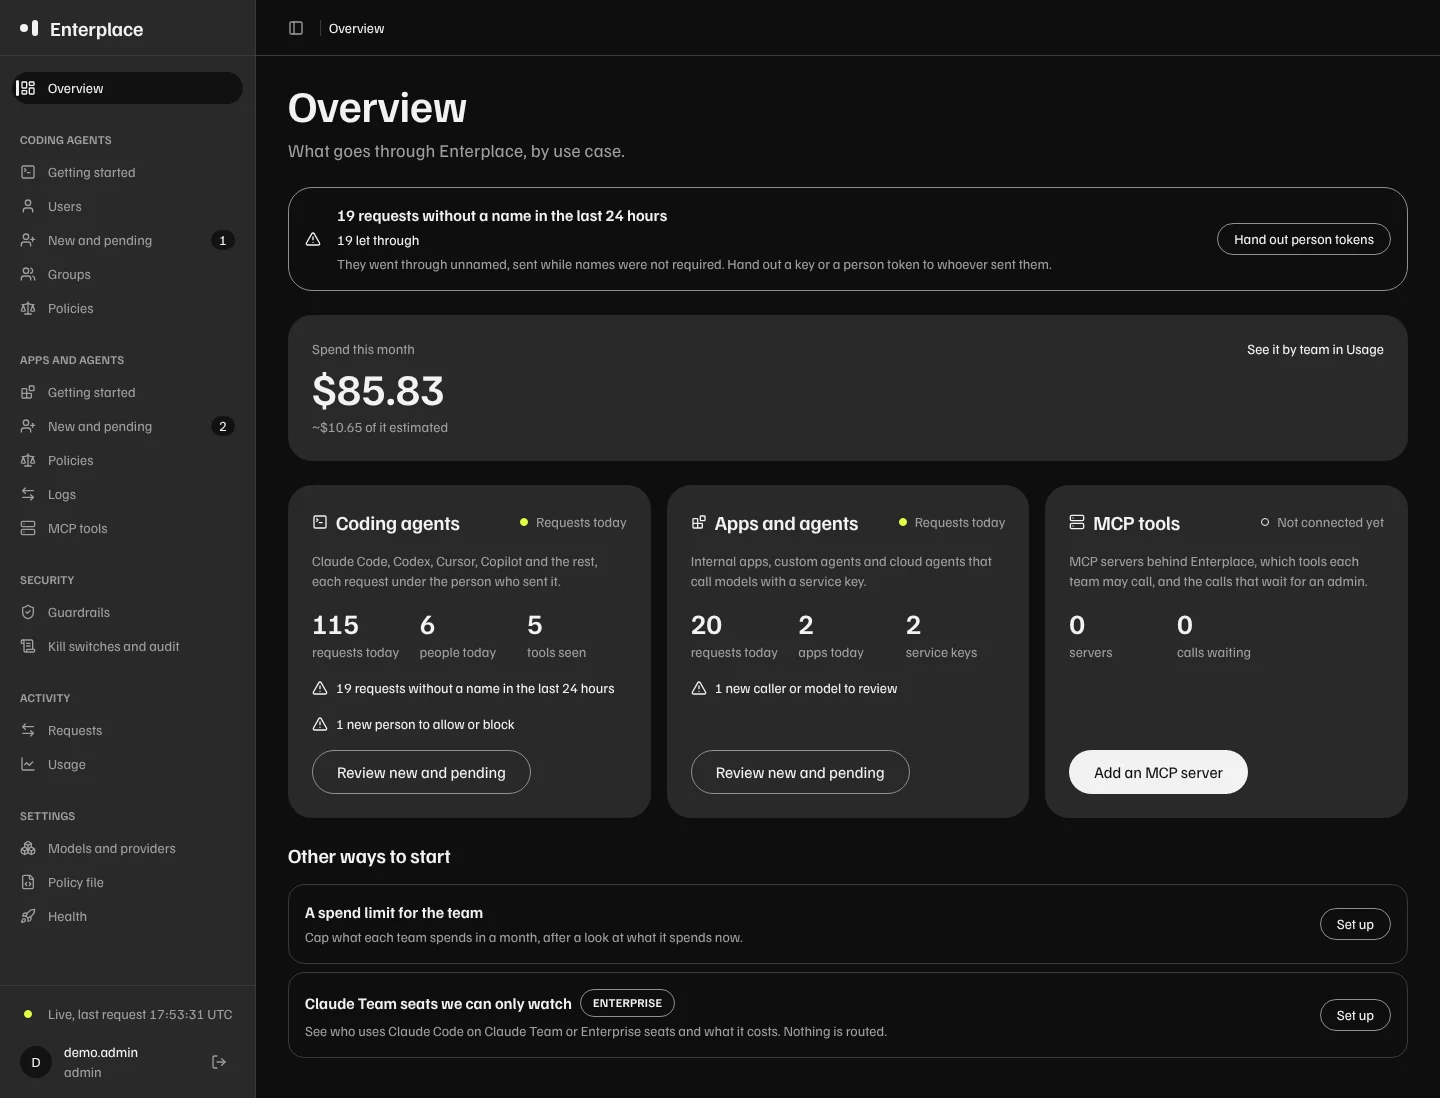 Enterplace
Overview
CODING AGENTS
Getting started
Users
New and pending 1
Groups
Policies
APPS AND AGENTS
Getting started
New and pending 2
Policies
Logs
MCP tools
SECURITY
Guardrails
Kill switches and audit
ACTIVITY
Requests
Usage
SETTINGS
Models and providers
Policy file
Health
Live, last request 17:53:31 UTC
D
demo.admin
admin
Overview
Overview
What goes through Enterplace, by use case.
19 requests without a name in the last 24 hours
19 let through
They went through unnamed, sent while names were not required. Hand out a key or a person token to whoever sent them.
Hand out person tokens
Spend this month
See it by team in Usage
$85.83
~$10.65 of it estimated
Coding agents
Requests today
Claude Code, Codex, Cursor, Copilot and the rest,
each request under the person who sent it.
115 6 5
requests today people today tools seen
19 requests without a name in the last 24 hours
1 new person to allow or block
Review new and pending
Apps and agents
Requests today
Internal apps, custom agents and cloud agents that
call models with a service key.
20 2 2
requests today apps today service keys
1 new caller or model to review
Review new and pending
MCP tools
Not connected yet
MCP servers behind Enterplace, which tools each
team may call, and the calls that wait for an admin.
0 0
servers calls waiting
Add an MCP server
Other ways to start
A spend limit for the team
Cap what each team spends in a month, after a look at what it spends now.
Set up
Claude Team seats we can only watch ENTERPRISE
See who uses Claude Code on Claude Team or Enterprise seats and what it costs. Nothing is routed.
Set up